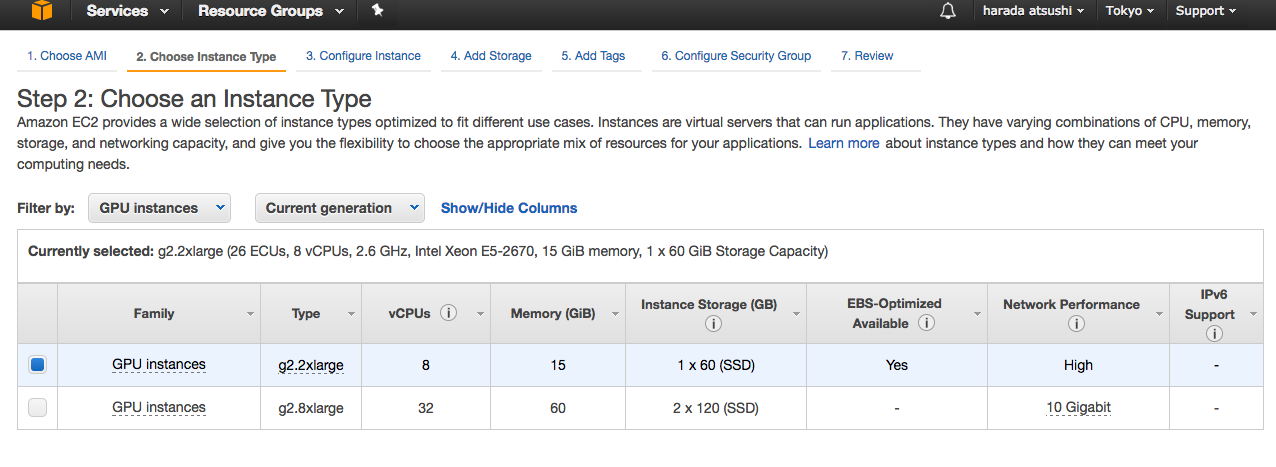 Services Resource Groups harada atsushi Tokyo Support
1. Choose AMI 2. Choose Instance Type 3. Configure Instance 4. Add Storage 5. Add Tags 6. Configure Security Group 7. Review
Step 2: Choose an Instance Type
Amazon EC2 provides a wide selection of instance types optimized to fit different use cases. Instances are virtual servers that can run applications. They have varying combinations of CPU, memory,
storage, and networking capacity, and give you the flexibility to choose the appropriate mix of resources for your applications. Learn more about instance types and how they can meet your
computing needs.
Filter by: GPU instances Current generation Show/Hide Columns
Currently selected: g2.2xlarge (26 ECUs, 8 vCPUs, 2.6 GHz, Intel Xeon E5-2670, 15 GiB memory, 1 x 60 GiB Storage Capacity)
Family Type vCPUs i Memory (GiB) Instance Storage (GB) i EBS-Optimized Available i Network Performance i IPv6 Support i
GPU instances g2.2xlarge 8 15 1 x 60 (SSD) Yes High -
GPU instances g2.8xlarge 32 60 2 x 120 (SSD) - 10 Gigabit -